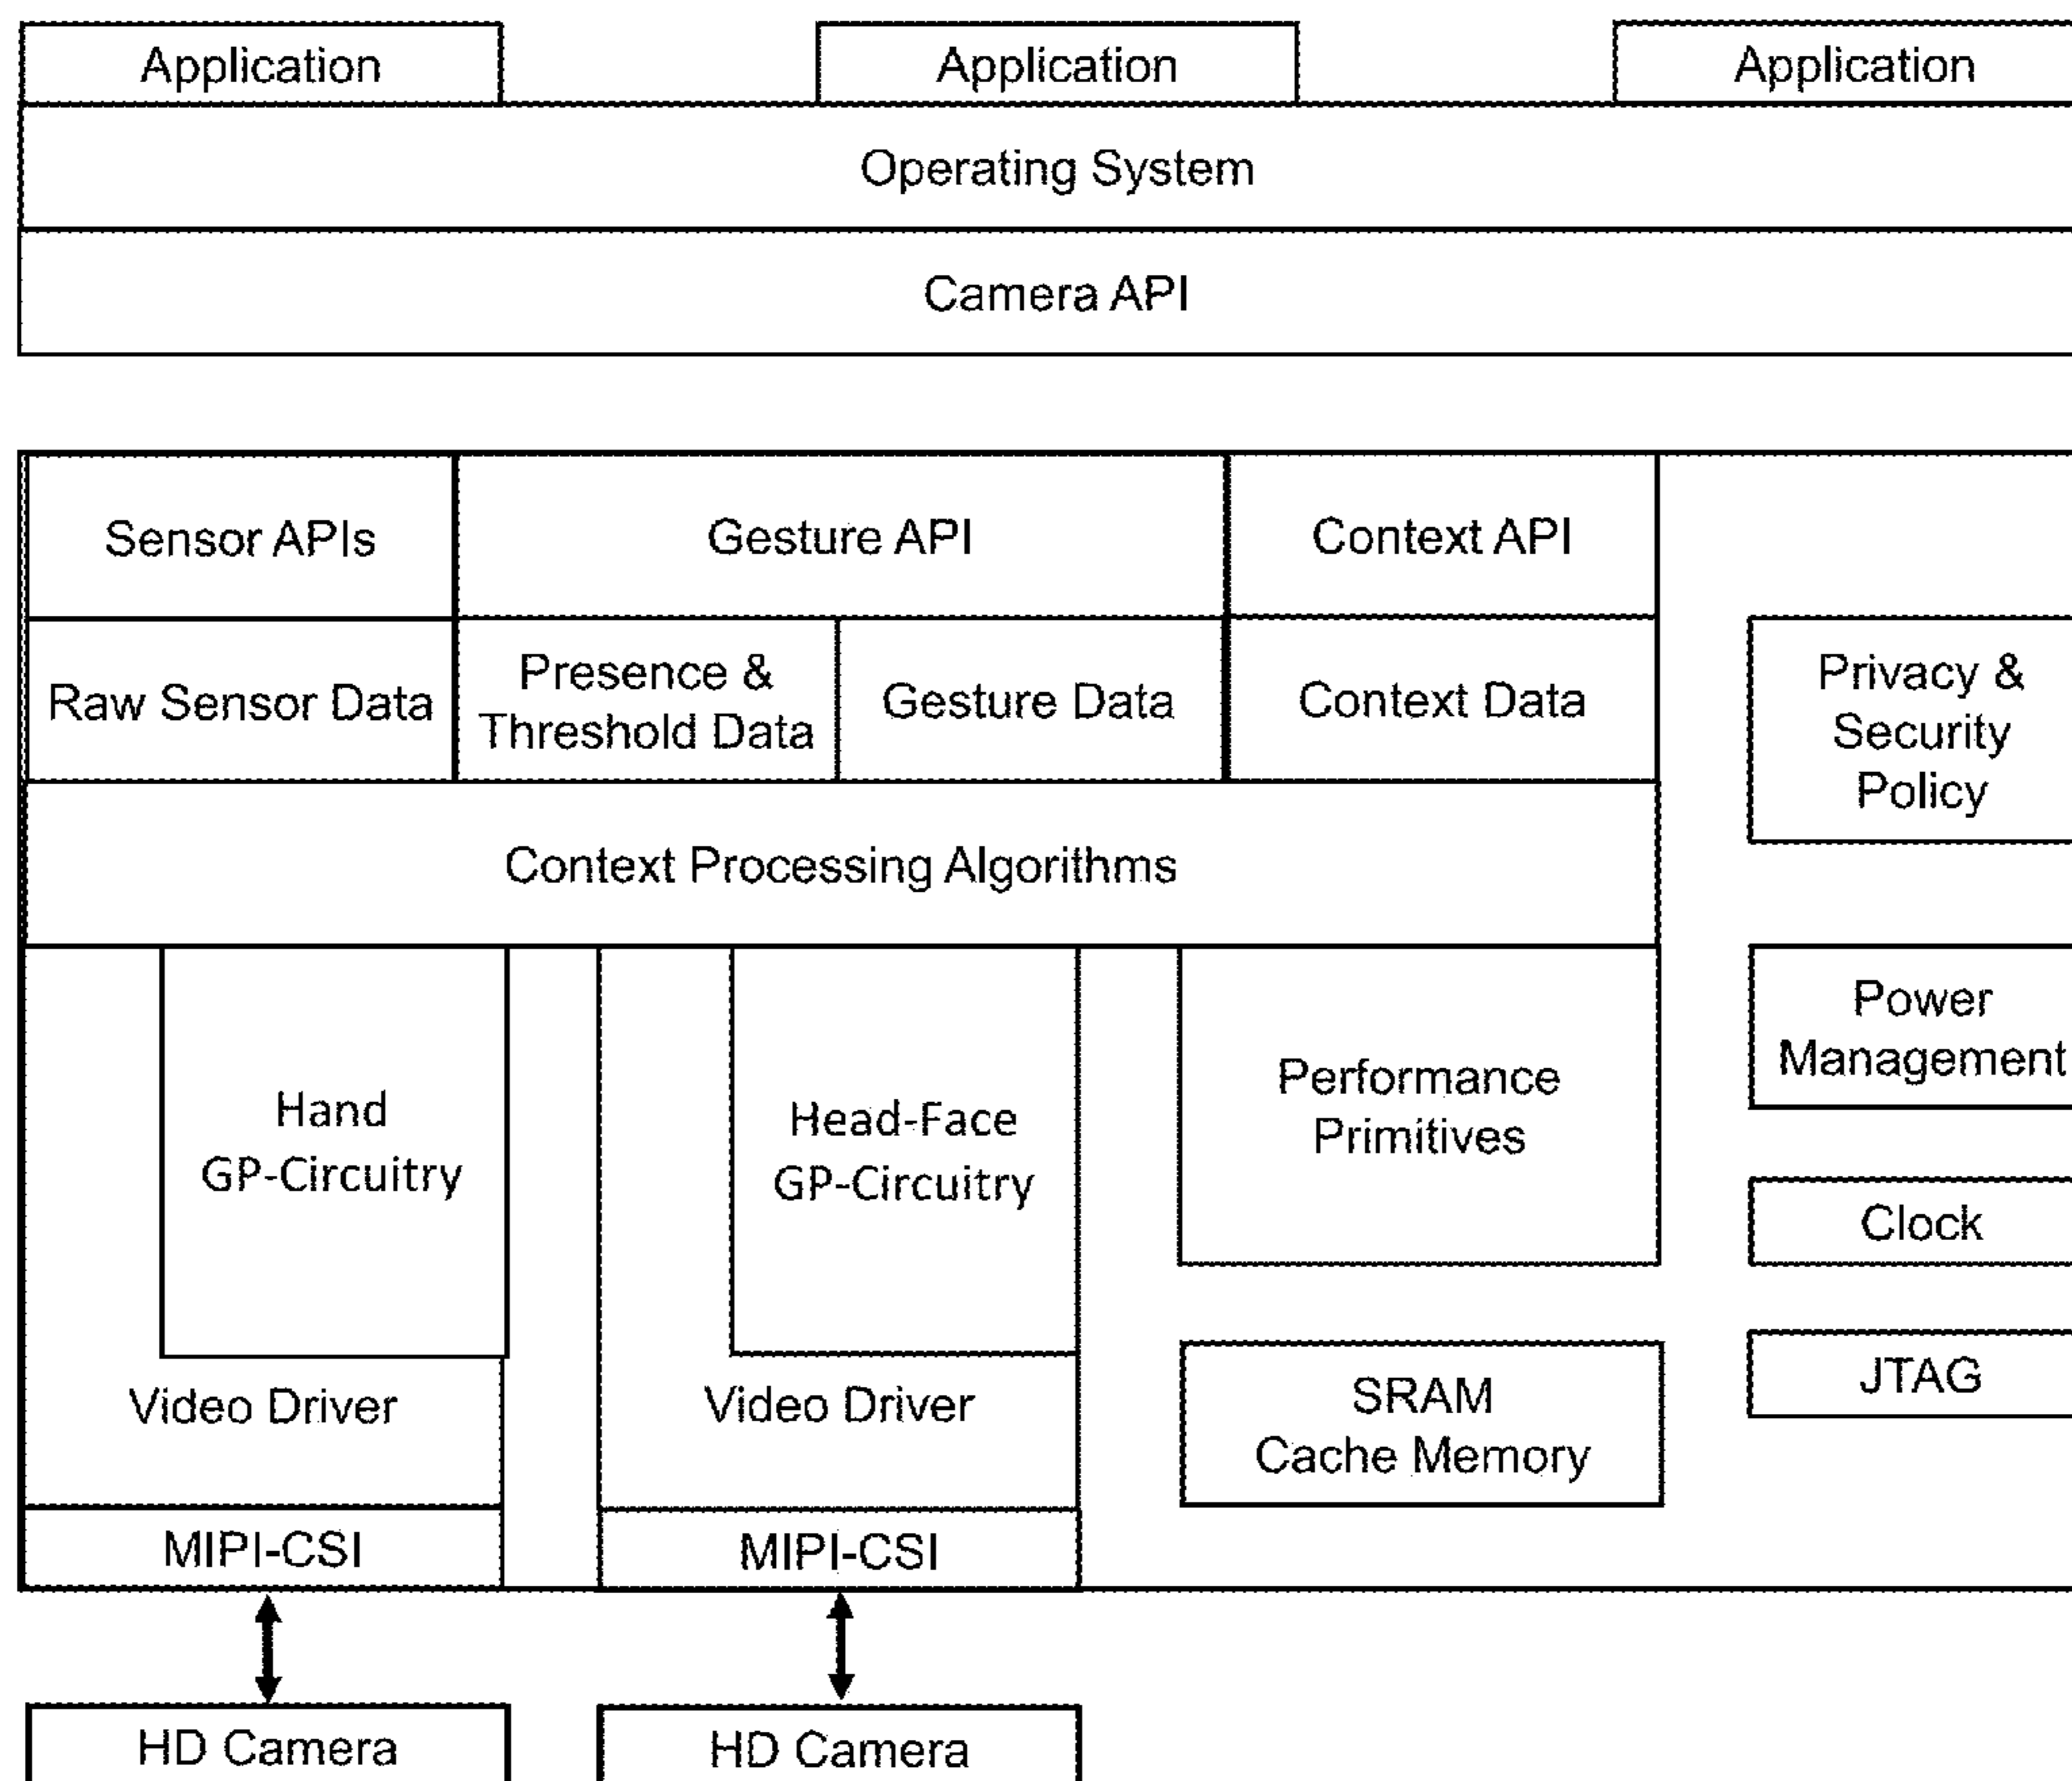 Application
Application
Application
Operating System
Camera API
Sensor APIs
Gesture API
Context API
Raw Sensor Data
Presence &
Threshold Data
Gesture Data
Context Data
Privacy &
Security
Policy
Context Processing Algorithms
Hand
GP-Circuitry
Head-Face
GP-Circuitry
Performance
Primitives
Power
Management
Clock
Video Driver
Video Driver
SRAM
Cache Memory
JTAG
MIPI-CSI
MIPI-CSI
HD Camera
HD Camera